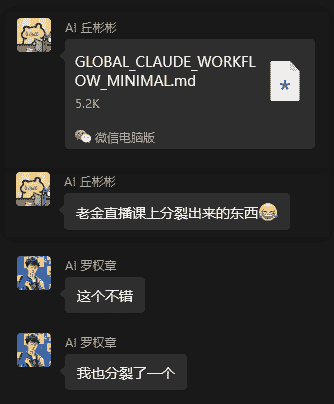 AI 丘彬彬
GLOBAL_CLAUDE_WORKFL
OW_MINIMAL.md
5.2K
微信电脑版
AI 丘彬彬
老金直播课上分裂出来的东西😂
AI 罗权章
这个不错
AI 罗权章
我也分裂了一个